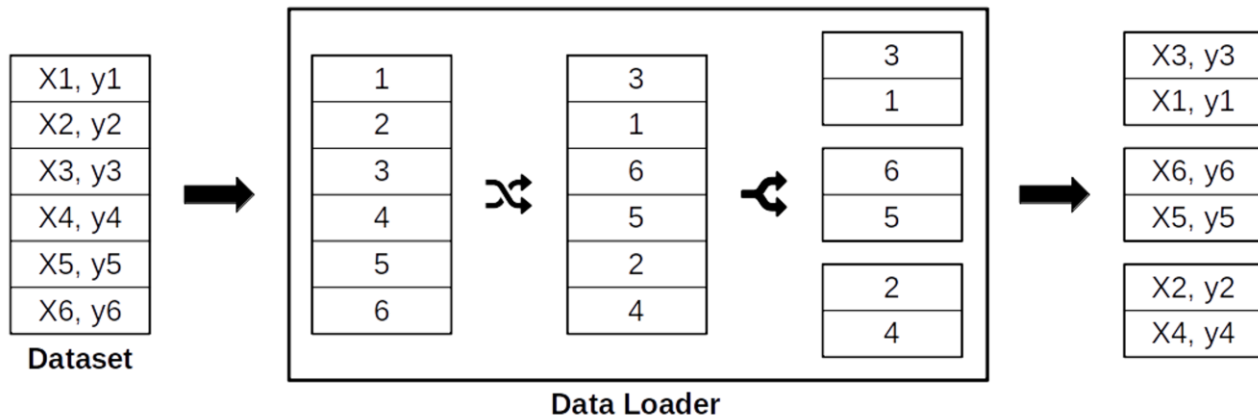 X1, y1
X2, y2
X3, y3
X4, y4
X5, y5
X6, y6
Dataset
1
2
3
4
5
6
3
1
6
5
2
4
3
1
6
5
2
4
Data Loader
X3, y3
X1, y1
X6, y6
X5, y5
X2, y2
X4, y4